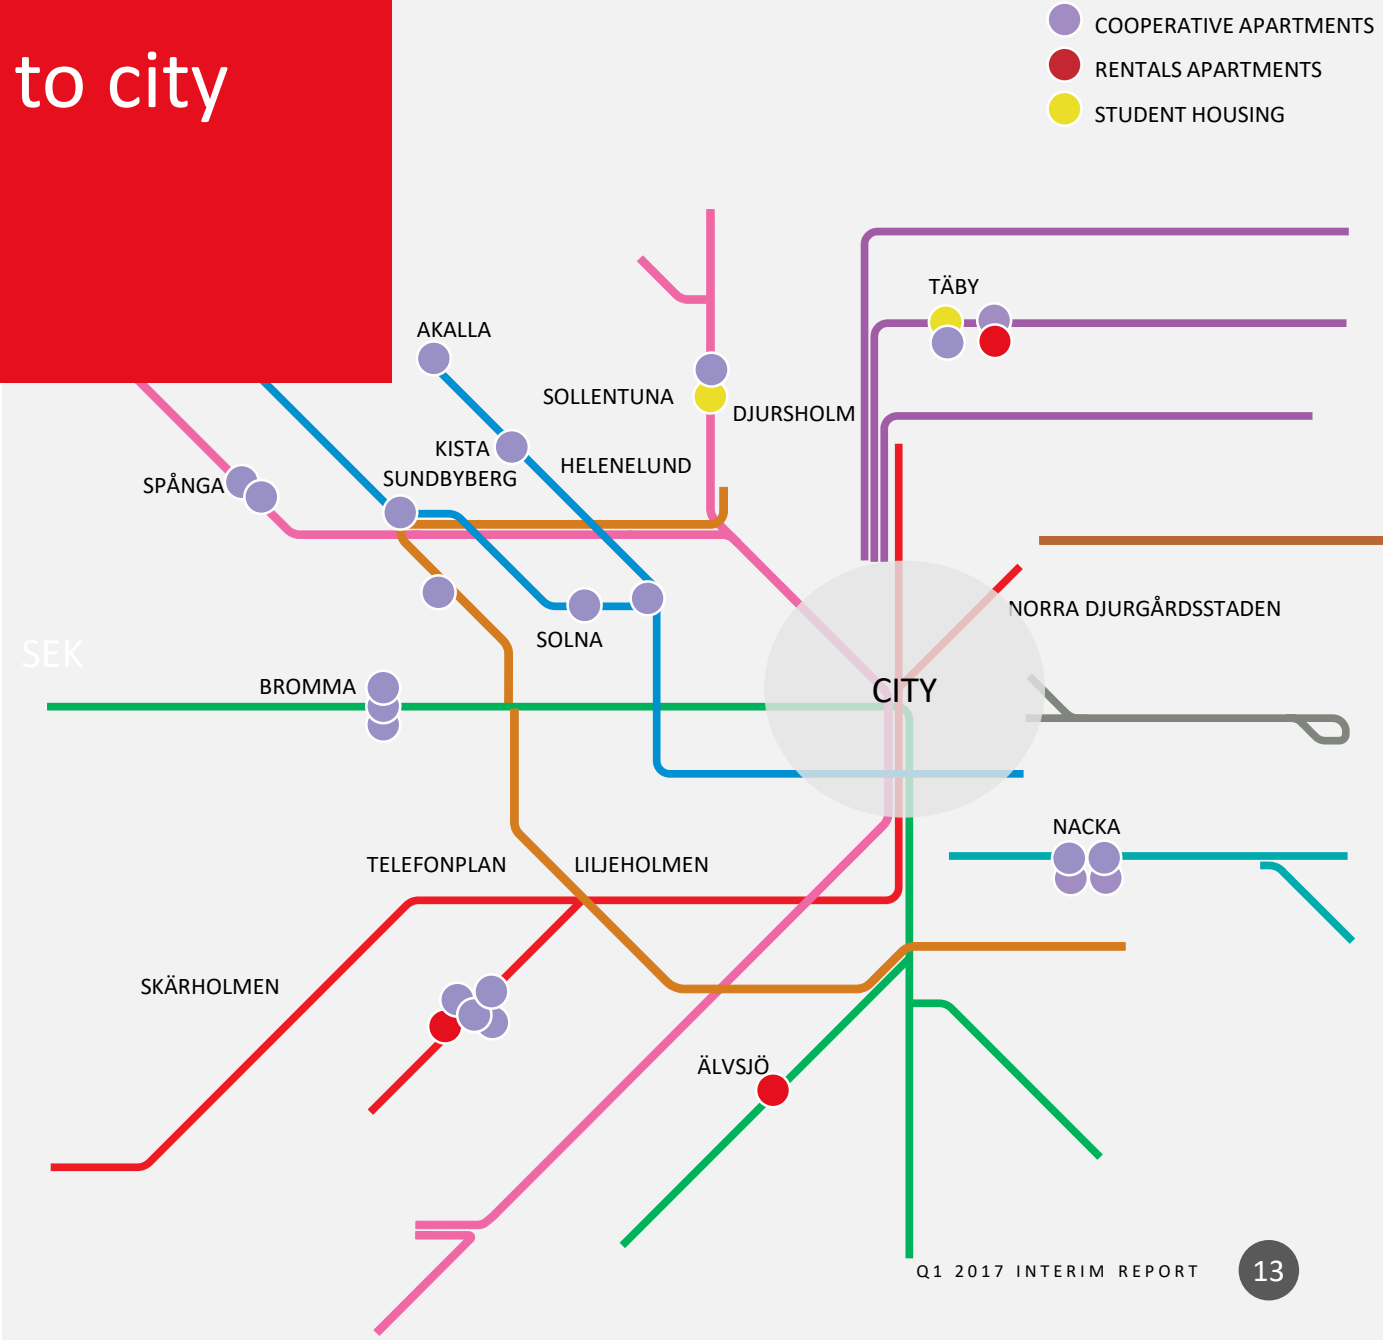 to city
COOPERATIVE APARTMENTS
RENTALS APARTMENTS
STUDENT HOUSING
TÄBY
AKALLA
SOLLENTUNA
DJURSHOLM
KISTA
HELENELUND
SUNDBYBERG
SPÅNGA
NORRA DJURGÅRDSSTADEN
SOLNA
SEK
BROMMA
CITY
NACKA
TELEFONPLAN
LILJEHOLMEN
SKÄRHOLMEN
ÄLVSJÖ
Q1 2017 INTERIM REPORT
13